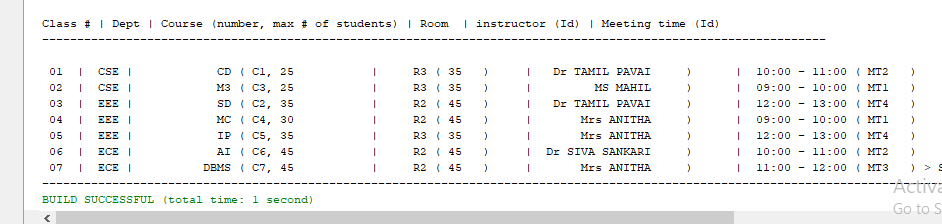 Class # | Dept | Course (number, max # of students) | Room | instructor (Id) | Meeting time (Id)
----------------------------------------------------------------------------------------------------------------
01 | CSE | CD ( C1, 25 | R3 ( 35 ) | Dr TAMIL PAVAI ) | 10:00 - 11:00 ( MT2 )
02 | CSE | M3 ( C3, 25 | R3 ( 35 ) | MS MAHIL ) | 09:00 - 10:00 ( MT1 )
03 | EEE | SD ( C2, 35 | R2 ( 45 ) | Dr TAMIL PAVAI ) | 12:00 - 13:00 ( MT4 )
04 | EEE | MC ( C4, 30 | R2 ( 45 ) | Mrs ANITHA ) | 09:00 - 10:00 ( MT1 )
05 | EEE | IP ( C5, 35 | R3 ( 35 ) | Mrs ANITHA ) | 12:00 - 13:00 ( MT4 )
06 | ECE | AI ( C6, 45 | R2 ( 45 ) | Dr SIVA SANKARI ) | 10:00 - 11:00 ( MT2 )
07 | ECE | DBMS ( C7, 45 | R2 ( 45 ) | Mrs ANITHA ) | 11:00 - 12:00 ( MT3 ) > S
--------------------------------------------------------------------------------------------------------------------------------
Activa
BUILD SUCCESSFUL (total time: 1 second)
Go to S